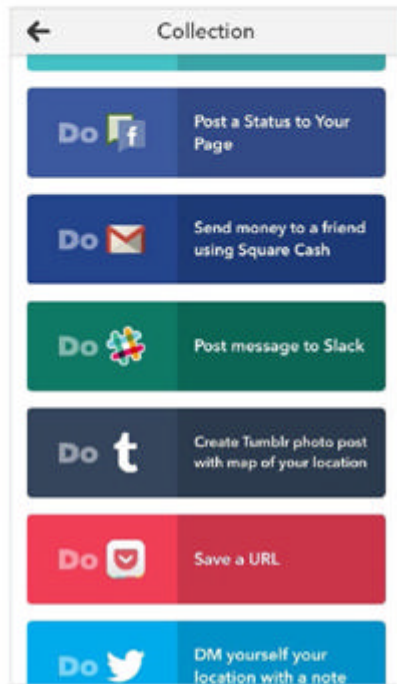 Collection
Do
Post a Status to Your
Page
Do
Send money to a friend
using Square Cash
Do
Post message to Slack
Do
Create Tumblr photo post
with map of your location
Do
Save a URL
Do
DM yourself your
location with a note